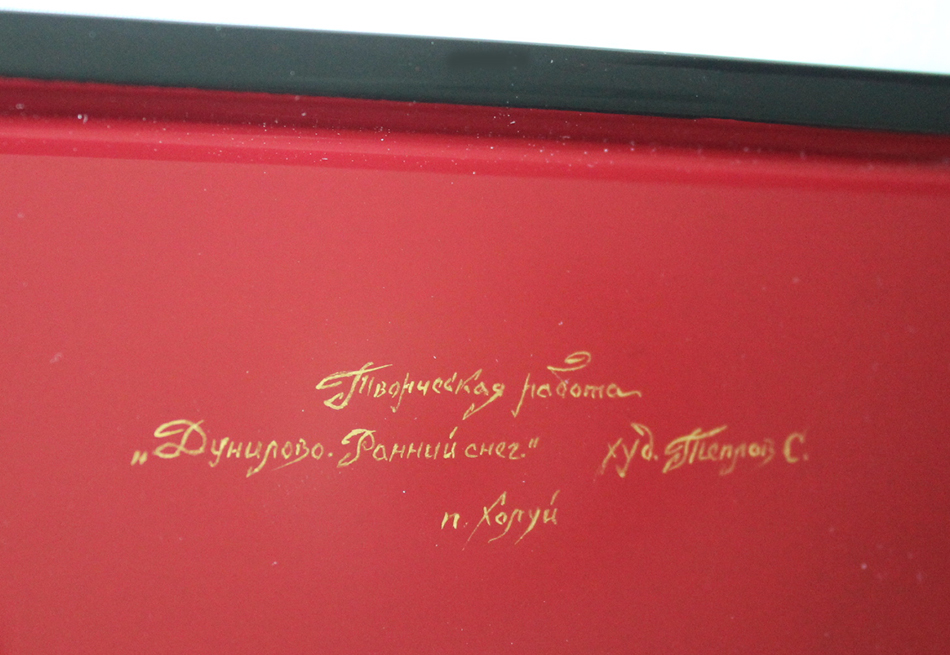 Творческая работа
„Дунилово. Ранний снег." худ. Теплов С.
п. Холуй